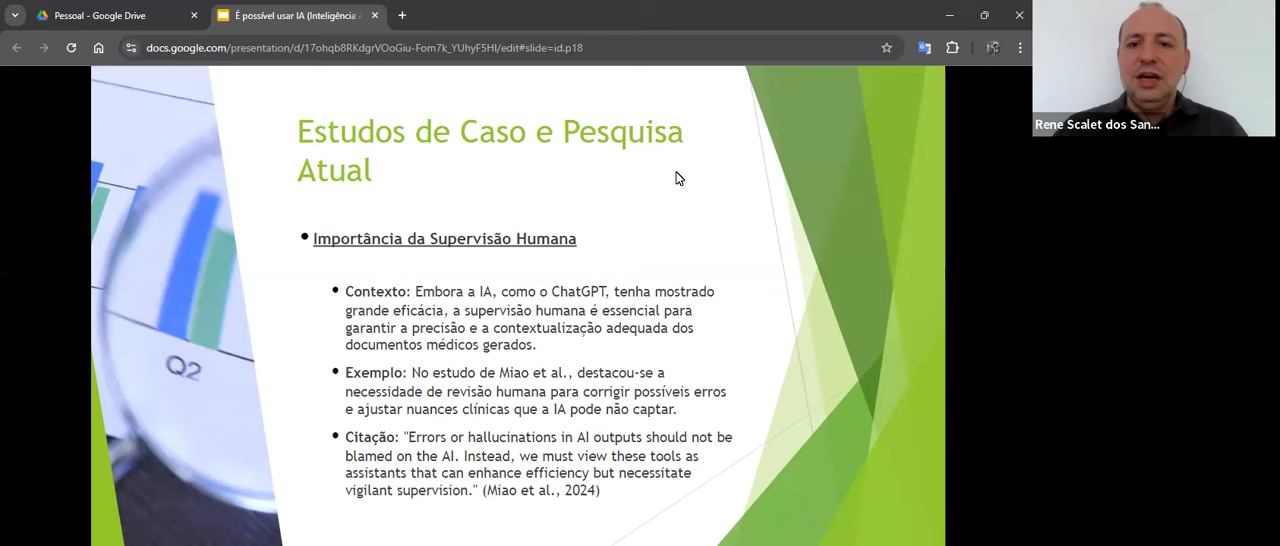 Pessoal - Google Drive
É possível usar IA (Inteligência A
docs.google.com/presentation/d/17ohqb8RKdgrVOoGiu-Fom7k_YUhyF5HI/edit#slide=id.p18
Rene Scalet dos San...
Estudos de Caso e Pesquisa
Atual
• Importância da Supervisão Humana
• Contexto: Embora a IA, como o ChatGPT, tenha mostrado
grande eficácia, a supervisão humana é essencial para
garantir a precisão e a contextualização adequada dos
documentos médicos gerados.
• Exemplo: No estudo de Miao et al., destacou-se a
necessidade de revisão humana para corrigir possíveis erros
e ajustar nuances clínicas que a IA pode não captar.
• Citação: "Errors or hallucinations in AI outputs should not be
blamed on the AI. Instead, we must view these tools as
assistants that can enhance efficiency but necessitate
vigilant supervision." (Miao et al., 2024)
Q2